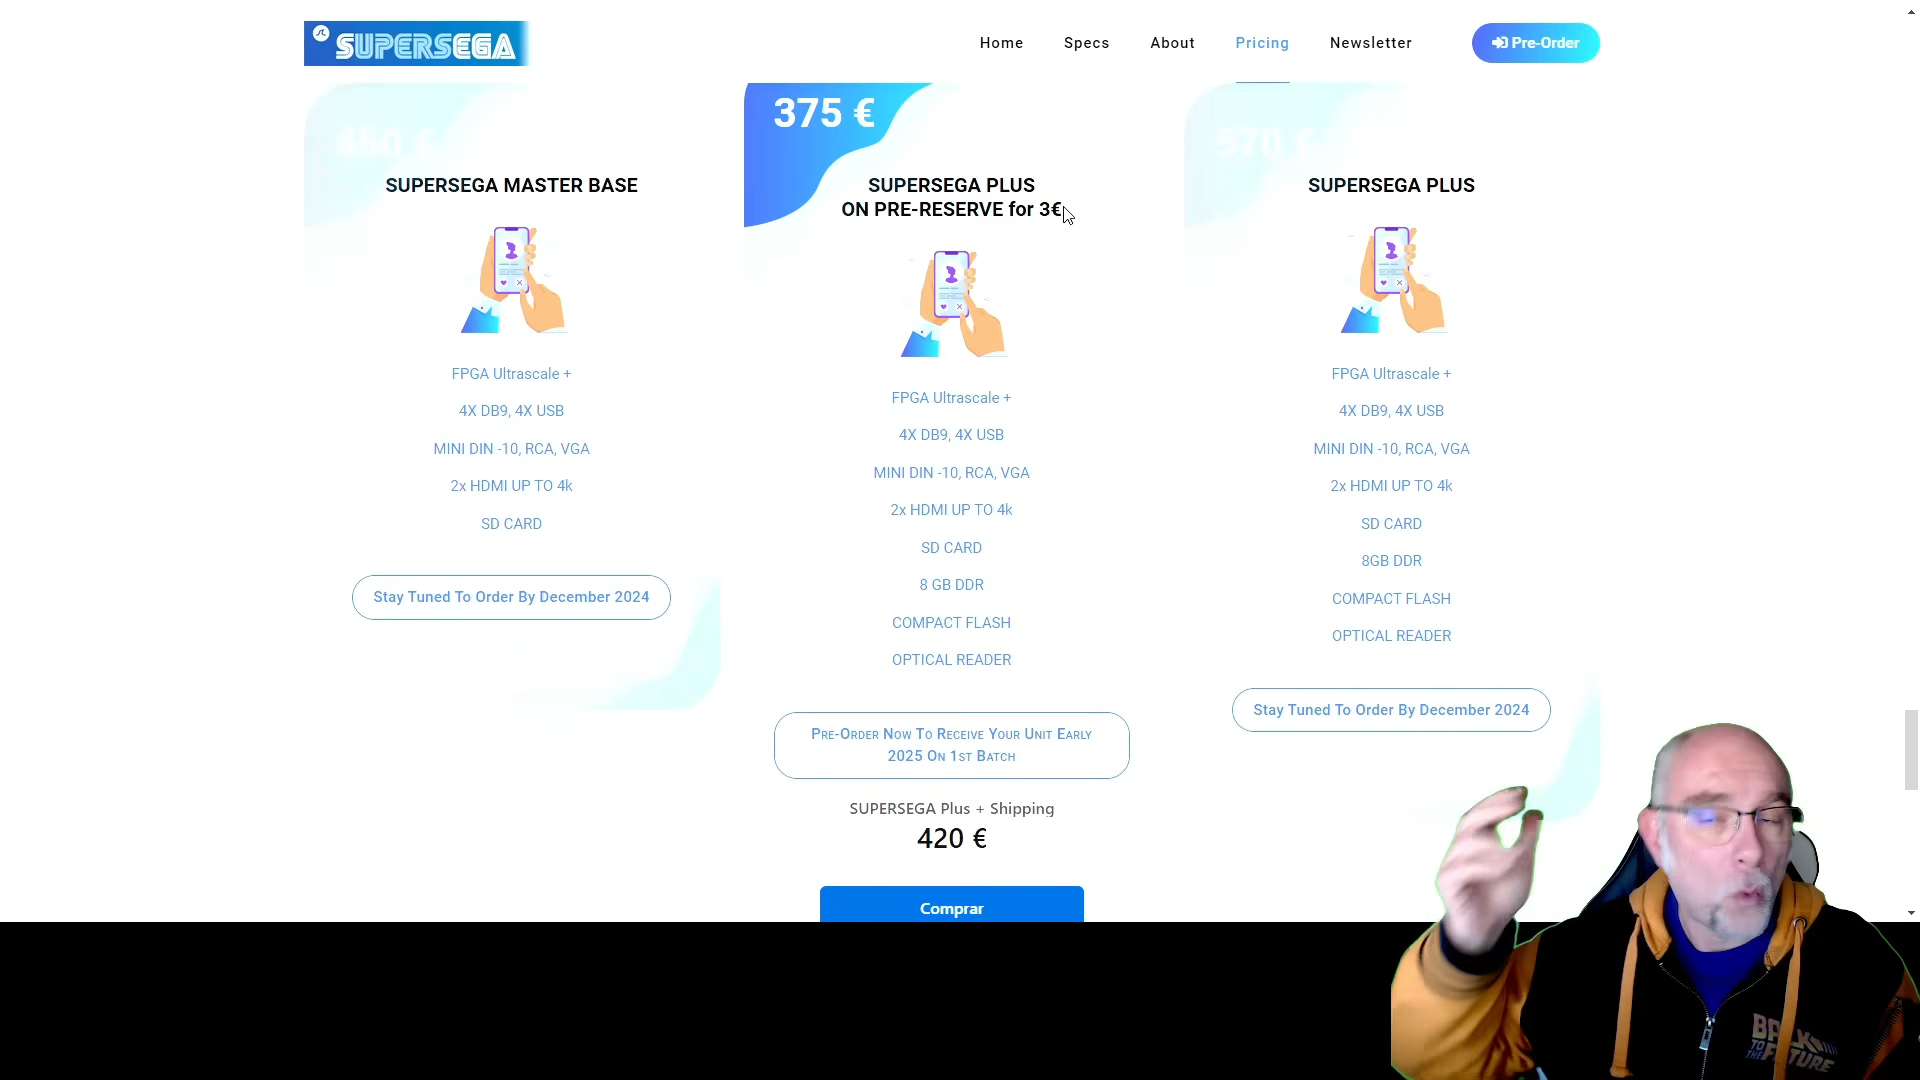 SUPERSEGA
Home
Specs
About
Pricing
Newsletter
Pre-Order
375 €
570 €
SUPERSEGA MASTER BASE
FPGA Ultrascale +
4X DB9, 4X USB
MINI DIN -10, RCA, VGA
2x HDMI UP TO 4k
SD CARD
Stay Tuned To Order By December 2024
SUPERSEGA PLUS
ON PRE-RESERVE for 3€
FPGA Ultrascale +
4X DB9, 4X USB
MINI DIN -10, RCA, VGA
2x HDMI UP TO 4k
SD CARD
8 GB DDR
COMPACT FLASH
OPTICAL READER
Pre-Order Now To Receive Your Unit Early
2025 On 1st Batch
SUPERSEGA Plus + Shipping
420 €
Comprar
SUPERSEGA PLUS
FPGA Ultrascale +
4X DB9, 4X USB
MINI DIN -10, RCA, VGA
2x HDMI UP TO 4k
SD CARD
8GB DDR
COMPACT FLASH
OPTICAL READER
Stay Tuned To Order By December 2024
BACK
TO THE
FUTURE